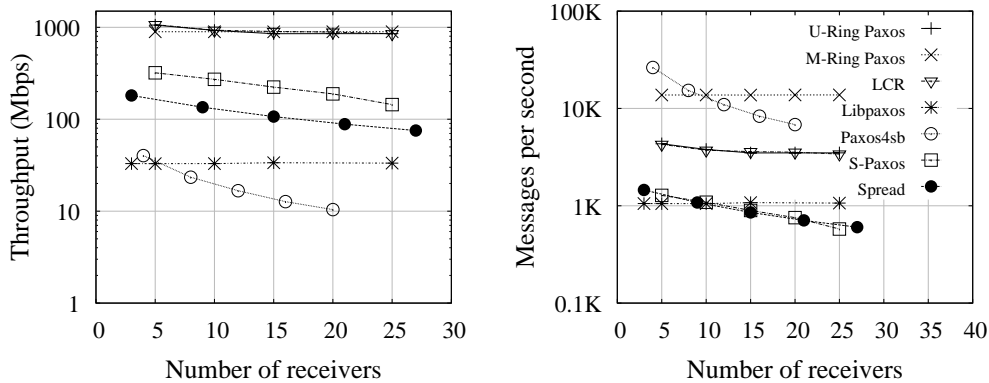 Throughput (Mbps)
1000
100
10
1
0 5 10 15 20 25 30
Number of receivers
Messages per second
100K
10K
1K
0.1K
0 5 10 15 20 25 30 35 40
Number of receivers
U-Ring Paxos
M-Ring Paxos
LCR
Libpaxos
Paxos4sb
S-Paxos
Spread